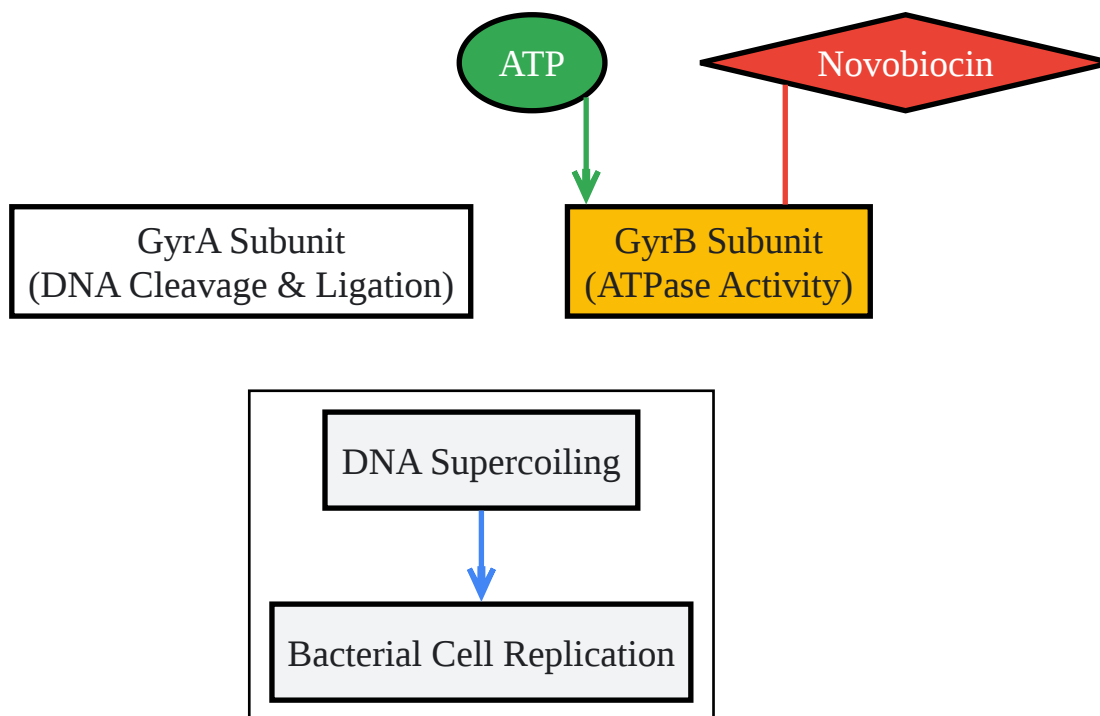 ATP
Novobiocin
GyrA Subunit
(DNA Cleavage & Ligation)
GyrB Subunit
(ATPase Activity)
DNA Supercoiling
Bacterial Cell Replication